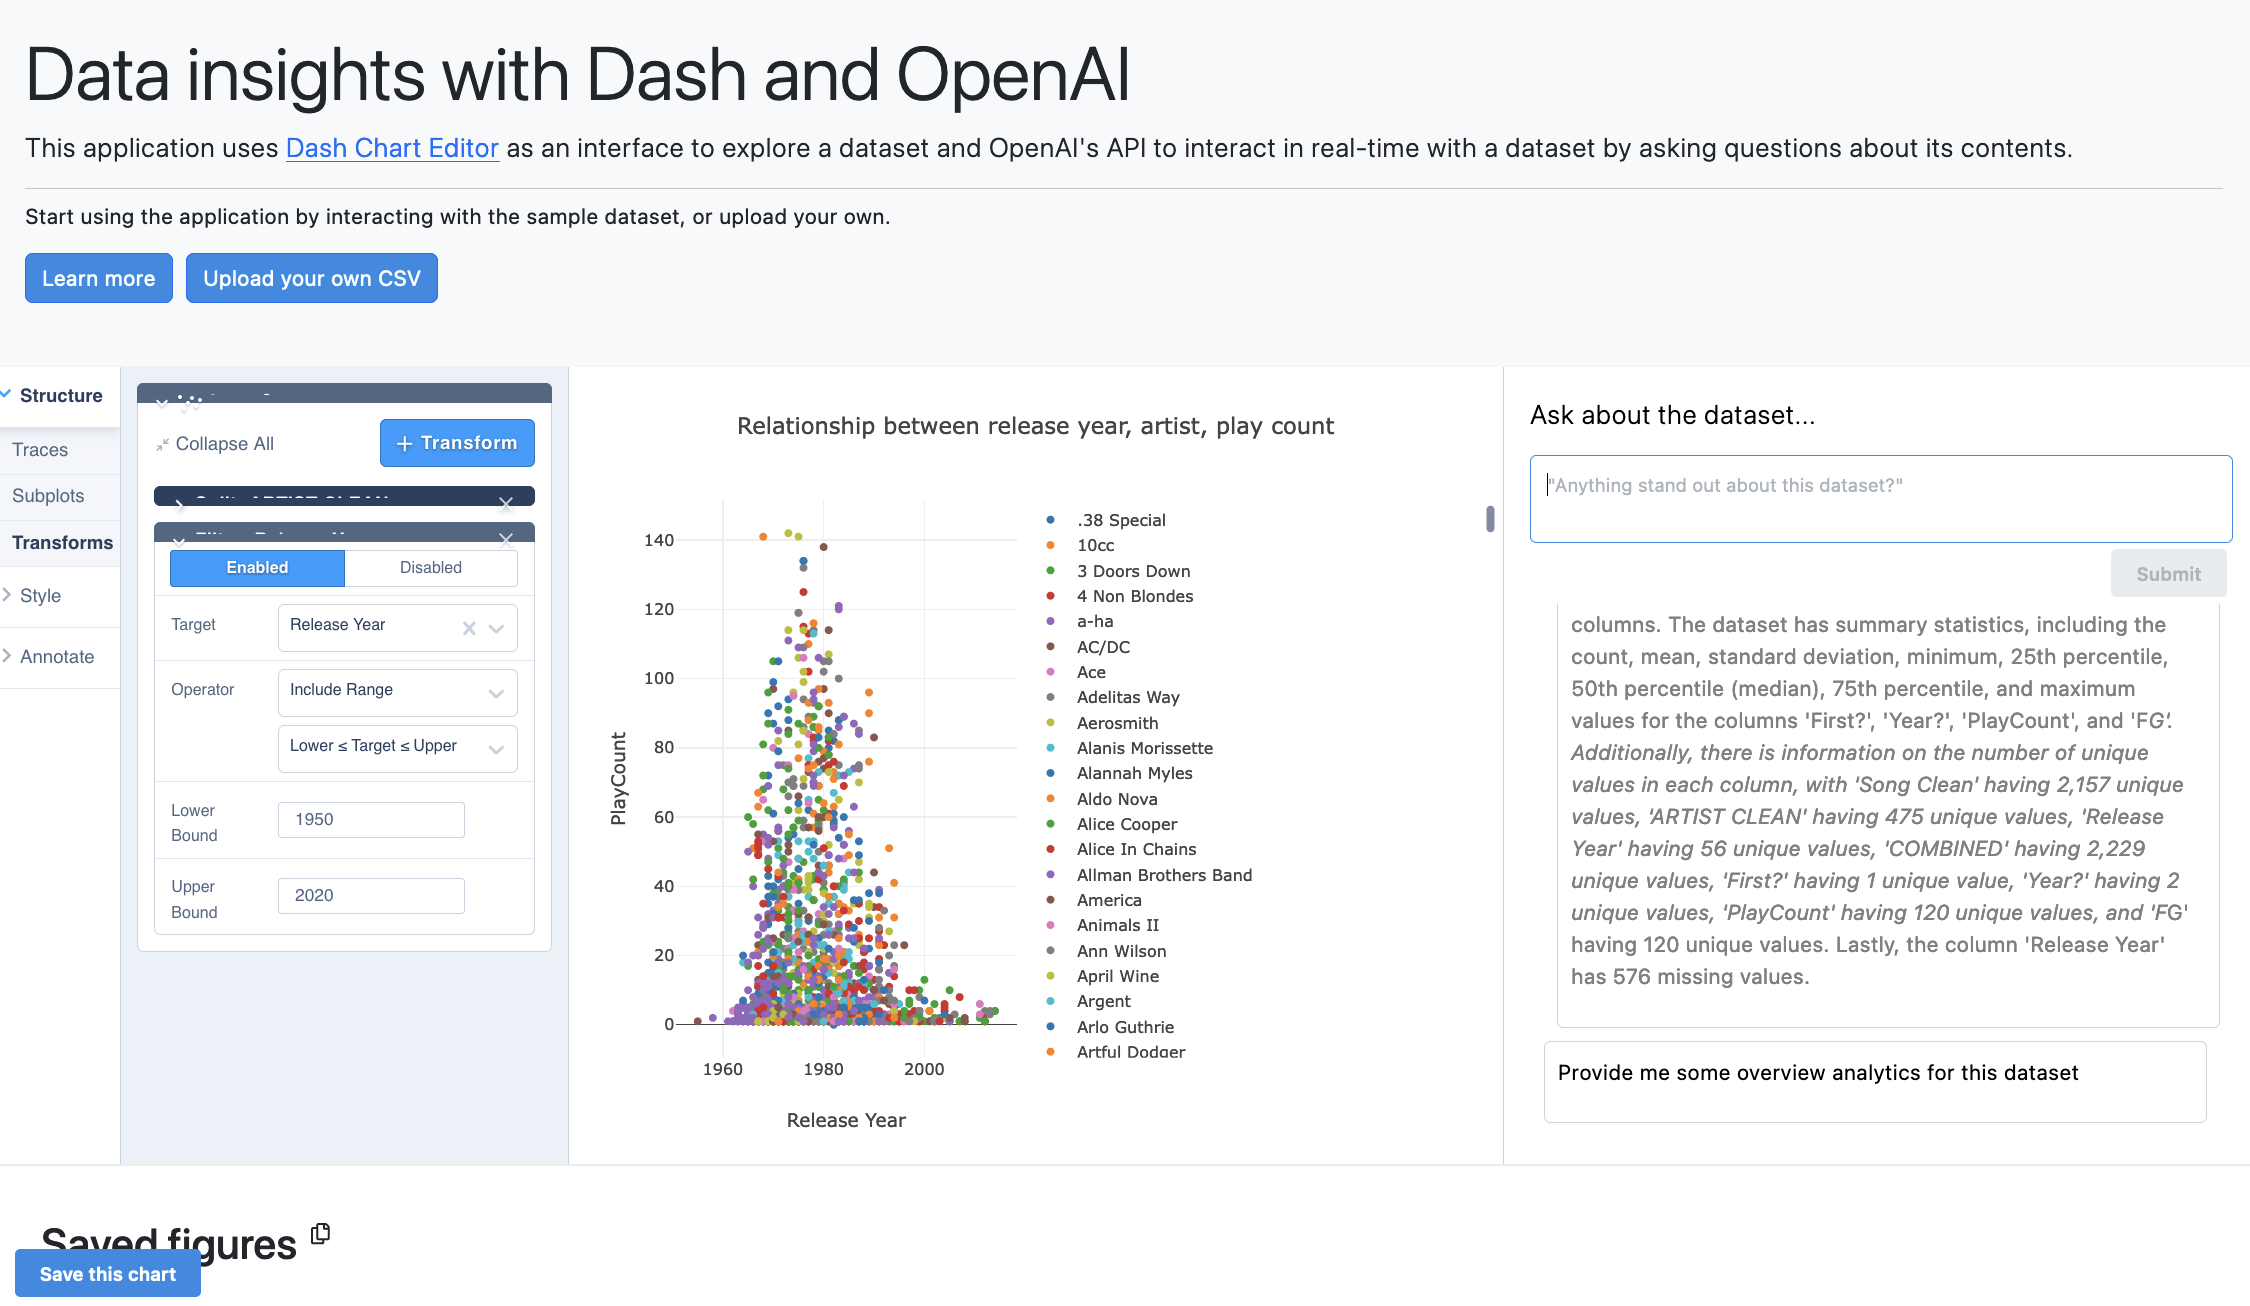 Data insights with Dash and OpenAI
This application uses Dash Chart Editor as an interface to explore a dataset and OpenAI's API to interact in real-time with a dataset by asking questions about its contents.
Start using the application by interacting with the sample dataset, or upload your own.
Learn more
Upload your own CSV
Structure
Traces
Subplots
Transforms
Style
Annotate
Collapse All
+ Transform
Enabled
Disabled
Target
Release Year
Operator
Include Range
Lower ≤ Target ≤ Upper
Lower
Bound
1950
Upper
Bound
2020
Relationship between release year, artist, play count
PlayCount
140
120
100
80
60
40
20
0
1960
1980
2000
Release Year
.38 Special
10cc
3 Doors Down
4 Non Blondes
a-ha
AC/DC
Ace
Adelitas Way
Aerosmith
Alanis Morissette
Alannah Myles
Aldo Nova
Alice Cooper
Alice In Chains
Allman Brothers Band
America
Animals II
Ann Wilson
April Wine
Argent
Arlo Guthrie
Artful Dodger
Ask about the dataset...
"Anything stand out about this dataset?"
Submit
columns. The dataset has summary statistics, including the
count, mean, standard deviation, minimum, 25th percentile,
50th percentile (median), 75th percentile, and maximum
values for the columns 'First?', 'Year?', 'PlayCount', and 'FG'.
Additionally, there is information on the number of unique
values in each column, with 'Song Clean' having 2,157 unique
values, 'ARTIST CLEAN' having 475 unique values, 'Release
Year' having 56 unique values, 'COMBINED' having 2,229
unique values, 'First?' having 1 unique value, 'Year?' having 2
unique values, 'PlayCount' having 120 unique values, and 'FG'
having 120 unique values. Lastly, the column 'Release Year'
has 576 missing values.
Provide me some overview analytics for this dataset
Saved figures
Save this chart